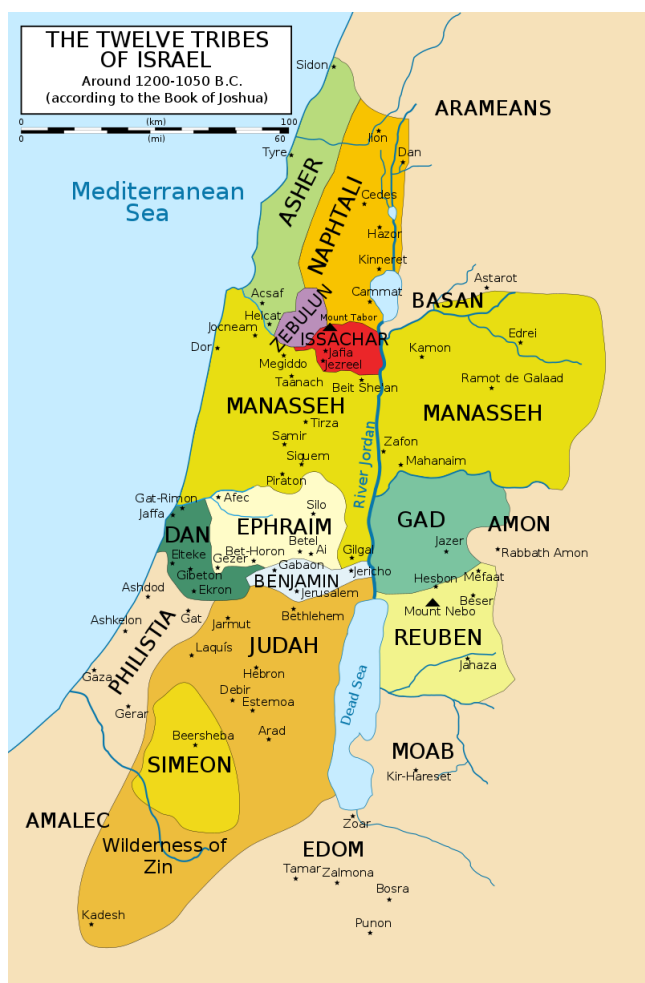 THE TWELVE TRIBES
OF ISRAEL
Around 1200-1050 B.C.
(according to the Book of Joshua)
0 (km) 100
0 (mi) 60
Sidon
ARAMEANS
Ijon
Tyre
Dan
Mediterranean
Sea
ASHER
NAPHTALI
Cedes
Hazor
Kinneret
Astarot
Acsaf
Cammat
BASAN
Helcat
ZEBULUN
Mount Tabor
Jocneam
Edrei
ISSACHAR
Dor
Jafia
Kamon
Megiddo
Jezreel
Taanach
Beit Shejan
Ramot de Galaad
MANASSEH
MANASSEH
Tirza
River Jordan
Samir
Zafon
Siquem
Mahanaim
Piraton
Gat-Rimon
Afec
Jaffa
Silo
GAD
AMON
DAN
EPHRAIM
Betel
Jazer
Elteke
Bet-Horon
Ai
Gilgal
Rabbath Amon
Gezer
Gabaon
Jericho
Gibeton
BENJAMIN
Hesbon
Mefaat
Ashdod
Ekron
Jerusalem
Beser
Mount Nebo
Ashkelon
Gat
Jarmut
Bethlehem
PHILISTIA
JUDAH
REUBEN
Laquís
Jahaza
Gaza
Hebron
Dead Sea
Debir
Estemoa
Gerar
Beersheba
Arad
MOAB
SIMEON
Kir-Hareset
AMALEC
Zoar
Wilderness of
Zin
EDOM
Tamar
Zalmona
Bosra
Kadesh
Punon